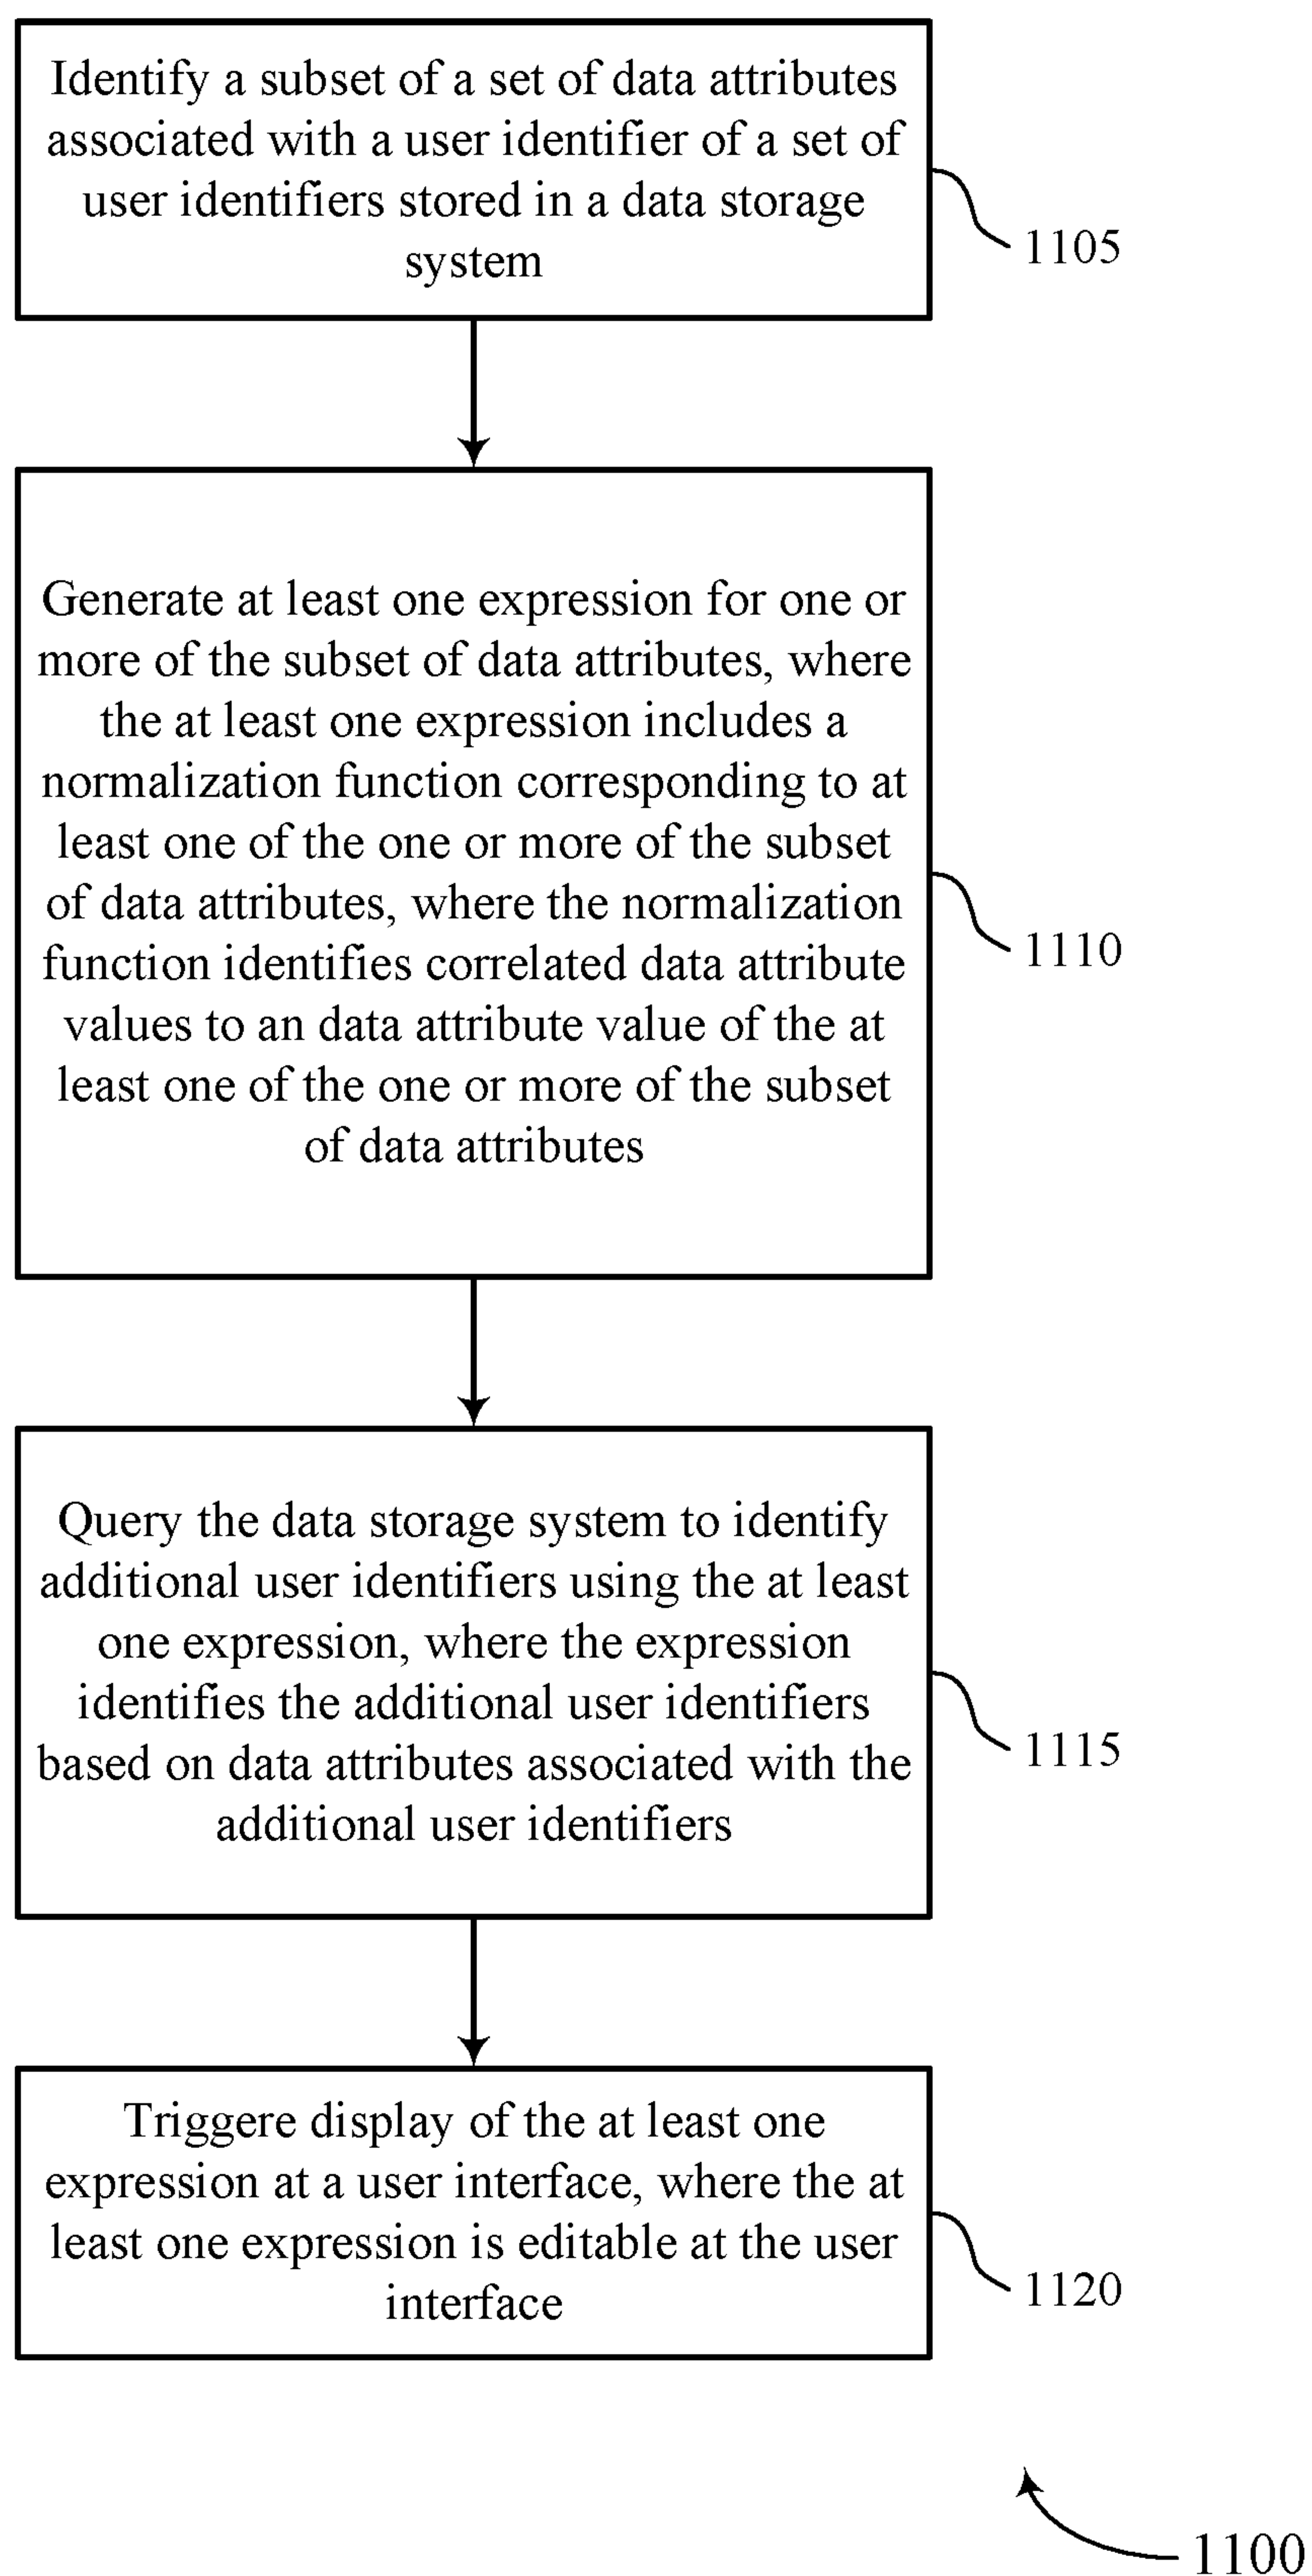 Identify a subset of a set of data attributes
associated with a user identifier of a set of
user identifiers stored in a data storage
system
1105
Generate at least one expression for one or
more of the subset of data attributes, where
the at least one expression includes a
normalization function corresponding to at
least one of the one or more of the subset
of data attributes, where the normalization
function identifies correlated data attribute
values to an data attribute value of the at
least one of the one or more of the subset
of data attributes
1110
Query the data storage system to identify
additional user identifiers using the at least
one expression, where the expression
identifies the additional user identifiers
based on data attributes associated with the
additional user identifiers
1115
Triggere display of the at least one
expression at a user interface, where the at
least one expression is editable at the user
interface
1120
1100